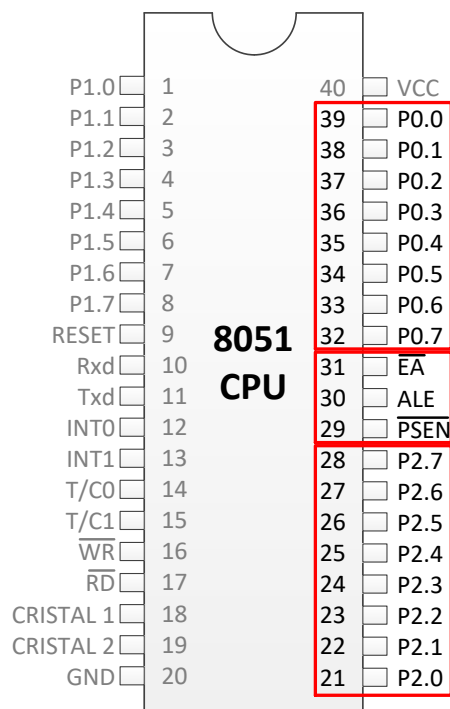 P1.0 1 40 VCC
P1.1 2 39 P0.0
P1.2 3 38 P0.1
P1.3 4 37 P0.2
P1.4 5 36 P0.3
P1.5 6 35 P0.4
P1.6 7 34 P0.5
P1.7 8 33 P0.6
RESET 9 32 P0.7
8051
CPU
Rxd 10 31 E̅A̅
Txd 11 30 ALE
INT0 12 29 P̅S̅E̅N̅
INT1 13 28 P2.7
T/C0 14 27 P2.6
T/C1 15 26 P2.5
W̅R̅ 16 25 P2.4
R̅D̅ 17 24 P2.3
CRISTAL 1 18 23 P2.2
CRISTAL 2 19 22 P2.1
GND 20 21 P2.0